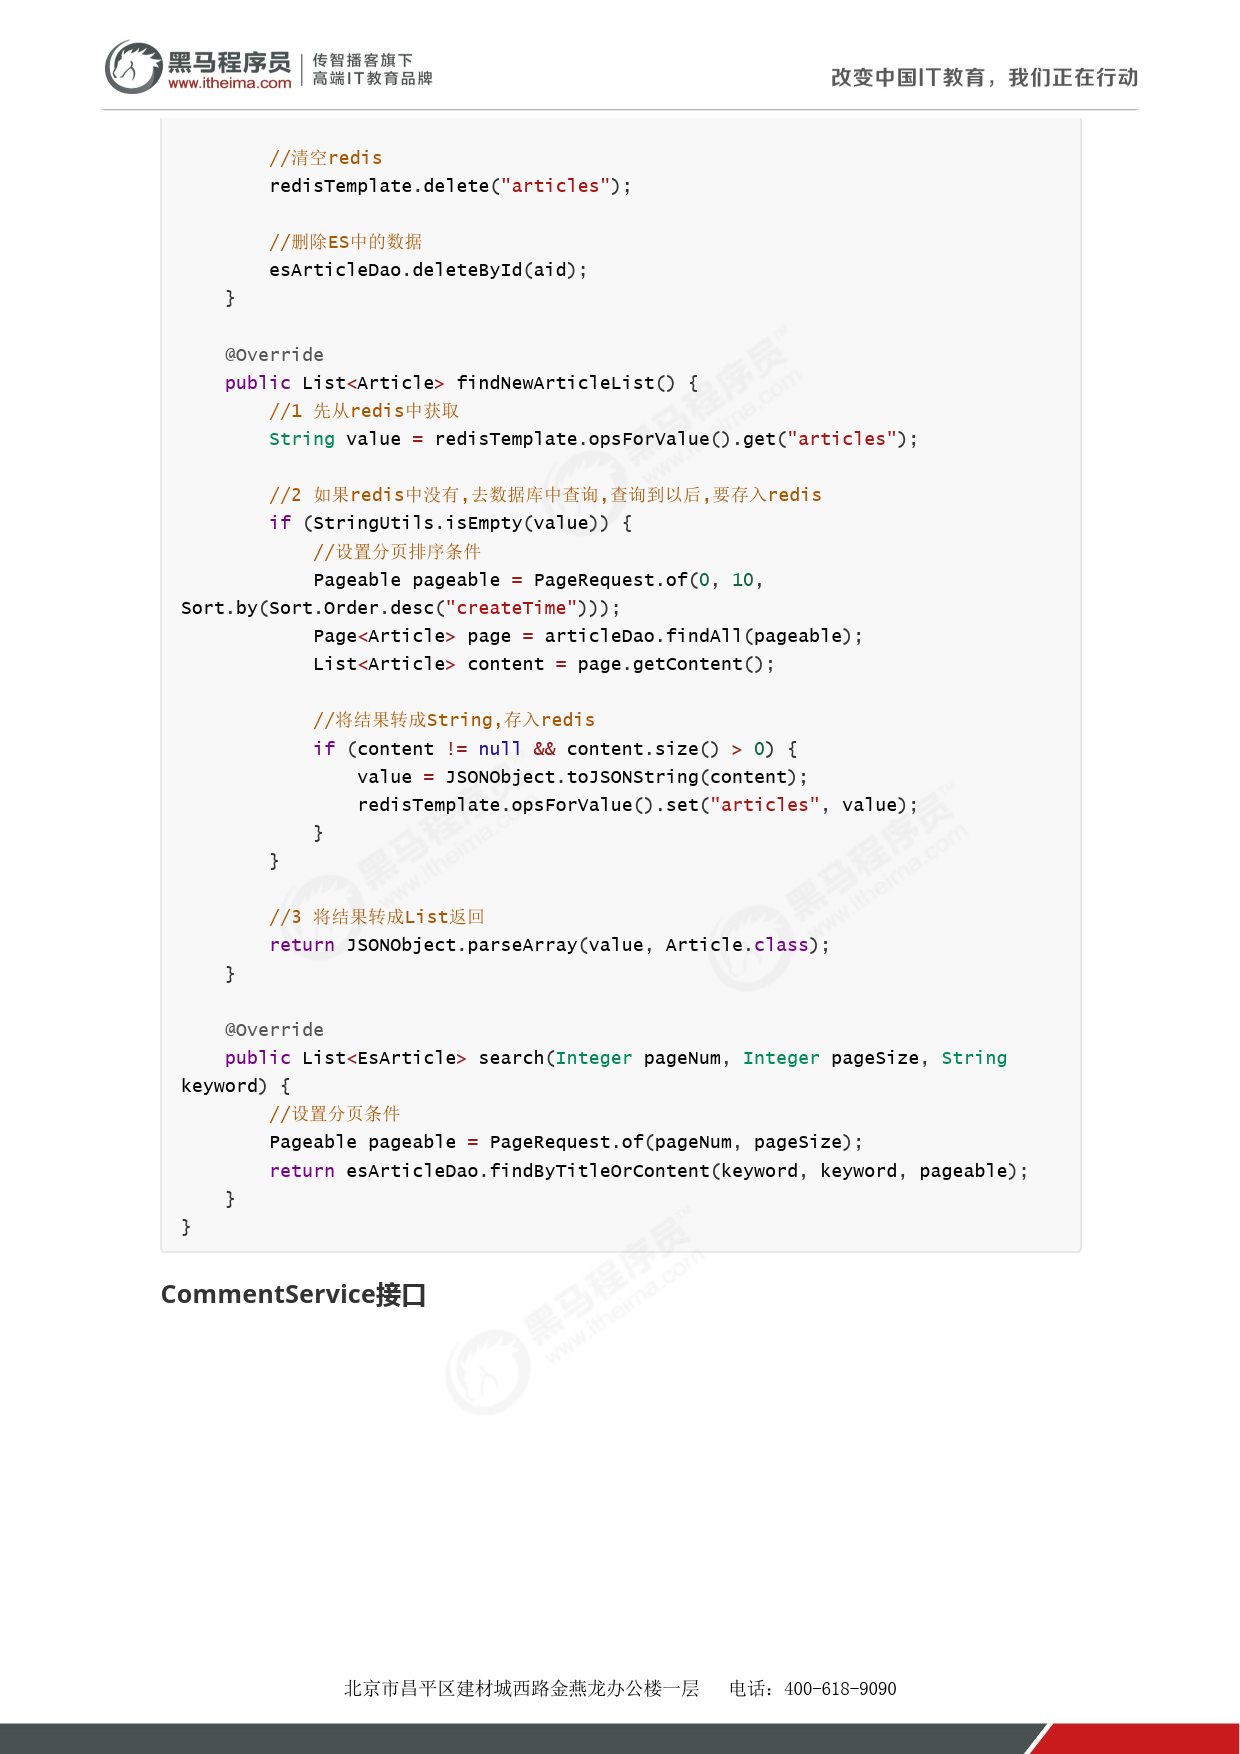 黑马程序员
www.itheima.com
传智播客旗下
高端IT教育品牌
改变中国IT教育，我们正在行动
        //清空redis
        redisTemplate.delete("articles");

        //删除ES中的数据
        esArticleDao.deleteById(aid);
    }

    @Override
    public List<Article> findNewArticleList() {
        //1 先从redis中获取
        String value = redisTemplate.opsForValue().get("articles");

        //2 如果redis中没有,去数据库中查询,查询到以后,要存入redis
        if (StringUtils.isEmpty(value)) {
            //设置分页排序条件
            Pageable pageable = PageRequest.of(0, 10,
Sort.by(Sort.Order.desc("createTime")));
            Page<Article> page = articleDao.findAll(pageable);
            List<Article> content = page.getContent();

            //将结果转成String,存入redis
            if (content != null && content.size() > 0) {
                value = JSONObject.toJSONString(content);
                redisTemplate.opsForValue().set("articles", value);
            }
        }

        //3 将结果转成List返回
        return JSONObject.parseArray(value, Article.class);
    }

    @Override
    public List<EsArticle> search(Integer pageNum, Integer pageSize, String
keyword) {
        //设置分页条件
        Pageable pageable = PageRequest.of(pageNum, pageSize);
        return esArticleDao.findByTitleOrContent(keyword, keyword, pageable);
    }
}
CommentService接口
北京市昌平区建材城西路金燕龙办公楼一层 电话：400-618-9090